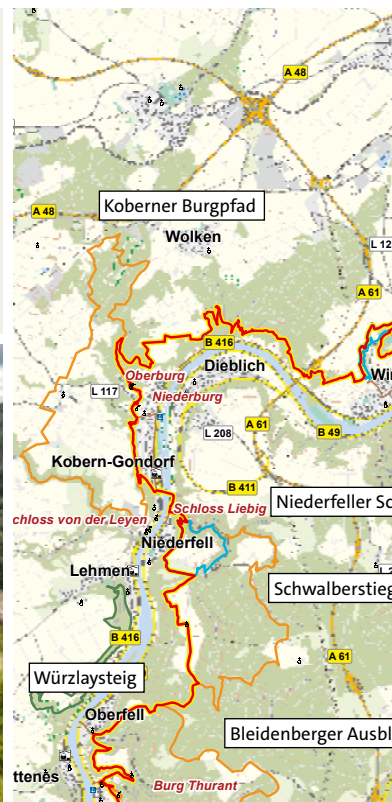 A 48
Koberner Burgpfad
A 48
Wolken
L 12
A 61
B 416
Dieblich
Wi
Oberburg
L 117
Niederburg
A 61
L 208
B 49
Kobern-Gondorf
B 411
Niederfeller Sc
Schloss Liebig
chloss von der Leyen
Niederfell
Lehmen
Schwalberstieg
B 416
A 61
Würzlaysteig
Oberfell
Bleidenberger Ausbl
ttenes
Burg Thurant